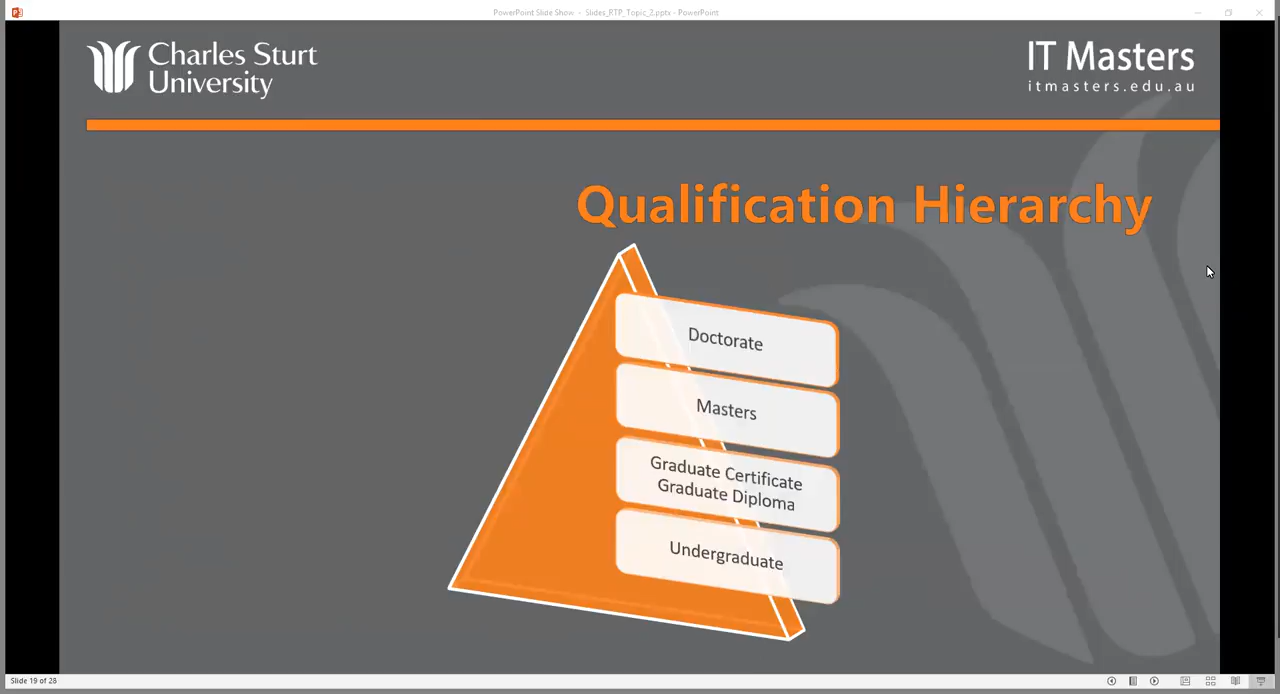 PowerPoint Slide Show - Slides_RTP_Topic_2.pptx - PowerPoint
Charles Sturt
University
IT Masters
itmasters.edu.au
Qualification Hierarchy
Doctorate
Masters
Graduate Certificate
Graduate Diploma
Undergraduate
Slide 19 of 28